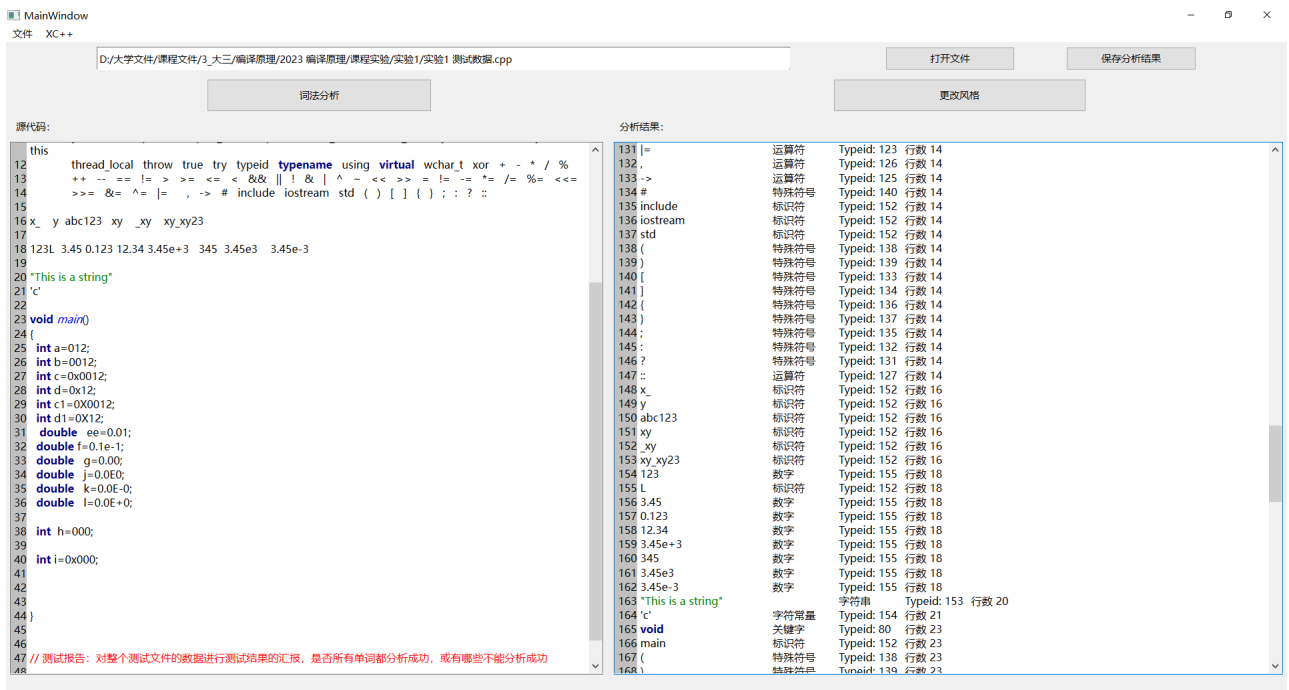 MainWindow
文件 XC++
D:/大学文件/课程文件/3_大三/编译原理/2023 编译原理/课程实验/实验1/实验1 测试数据.cpp
打开文件
保存分析结果
词法分析
更改风格
源代码：
this
12 thread_local throw true try typeid typename using virtual wchar_t xor + - * / %
13 ++ -- == != > >= <= < && || ! & | ^ ~ << >> = != -= *= /= %= <<=
14 >>= &= ^= |= , -> # include iostream std ( ) [ ] { } ; : ? ::
15
16 x_ y abc123 xy _xy xy_xy23
17
18 123L 3.45 0.123 12.34 3.45e+3 345 3.45e3 3.45e-3
19
20 "This is a string"
21 'c'
22
23 void main()
24 {
25 int a=012;
26 int b=0012;
27 int c=0x0012;
28 int d=0x12;
29 int c1=0X0012;
30 int d1=0X12;
31 double ee=0.01;
32 double f=0.1e-1;
33 double g=0.00;
34 double j=0.0E0;
35 double k=0.0E-0;
36 double l=0.0E+0;
37
38 int h=000;
39
40 int i=0x000;
41
42
43
44 }
45
46
47 // 测试报告：对整个测试文件的数据进行测试结果的汇报，是否所有单词都分析成功，或有哪些不能分析成功
48
分析结果：
131 |= 运算符 Typeid: 123 行数 14
132 , 运算符 Typeid: 126 行数 14
133 -> 运算符 Typeid: 125 行数 14
134 # 特殊符号 Typeid: 140 行数 14
135 include 标识符 Typeid: 152 行数 14
136 iostream 标识符 Typeid: 152 行数 14
137 std 标识符 Typeid: 152 行数 14
138 ( 特殊符号 Typeid: 138 行数 14
139 ) 特殊符号 Typeid: 139 行数 14
140 [ 特殊符号 Typeid: 133 行数 14
141 ] 特殊符号 Typeid: 134 行数 14
142 { 特殊符号 Typeid: 136 行数 14
143 } 特殊符号 Typeid: 137 行数 14
144 ; 特殊符号 Typeid: 135 行数 14
145 : 特殊符号 Typeid: 132 行数 14
146 ? 特殊符号 Typeid: 131 行数 14
147 :: 运算符 Typeid: 127 行数 14
148 x_ 标识符 Typeid: 152 行数 16
149 y 标识符 Typeid: 152 行数 16
150 abc123 标识符 Typeid: 152 行数 16
151 xy 标识符 Typeid: 152 行数 16
152 _xy 标识符 Typeid: 152 行数 16
153 xy_xy23 标识符 Typeid: 152 行数 16
154 123 数字 Typeid: 155 行数 18
155 L 标识符 Typeid: 152 行数 18
156 3.45 数字 Typeid: 155 行数 18
157 0.123 数字 Typeid: 155 行数 18
158 12.34 数字 Typeid: 155 行数 18
159 3.45e+3 数字 Typeid: 155 行数 18
160 345 数字 Typeid: 155 行数 18
161 3.45e3 数字 Typeid: 155 行数 18
162 3.45e-3 数字 Typeid: 155 行数 18
163 "This is a string" 字符串 Typeid: 153 行数 20
164 'c' 字符常量 Typeid: 154 行数 21
165 void 关键字 Typeid: 80 行数 23
166 main 标识符 Typeid: 152 行数 23
167 ( 特殊符号 Typeid: 138 行数 23
168 ) 特殊符号 Typeid: 139 行数 23